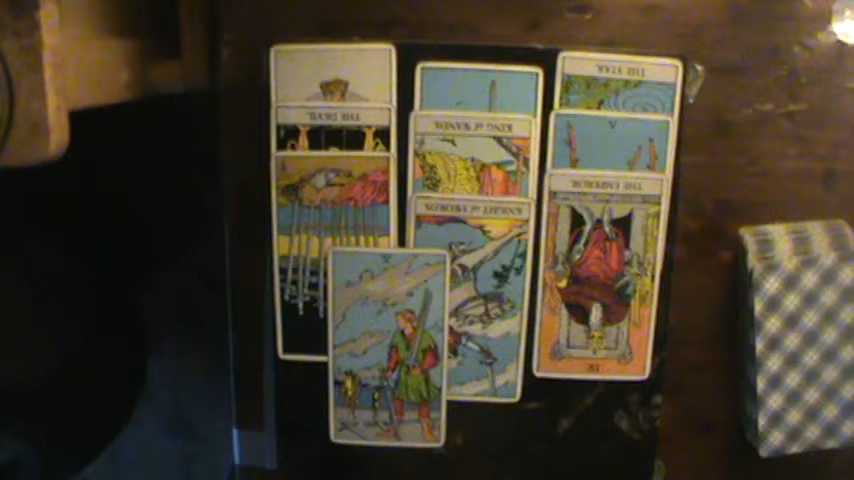 THE STAR.
THE DEVIL.
KING of WANDS.
V
THE EMPEROR.
KNIGHT of SWORDS.
V
IV